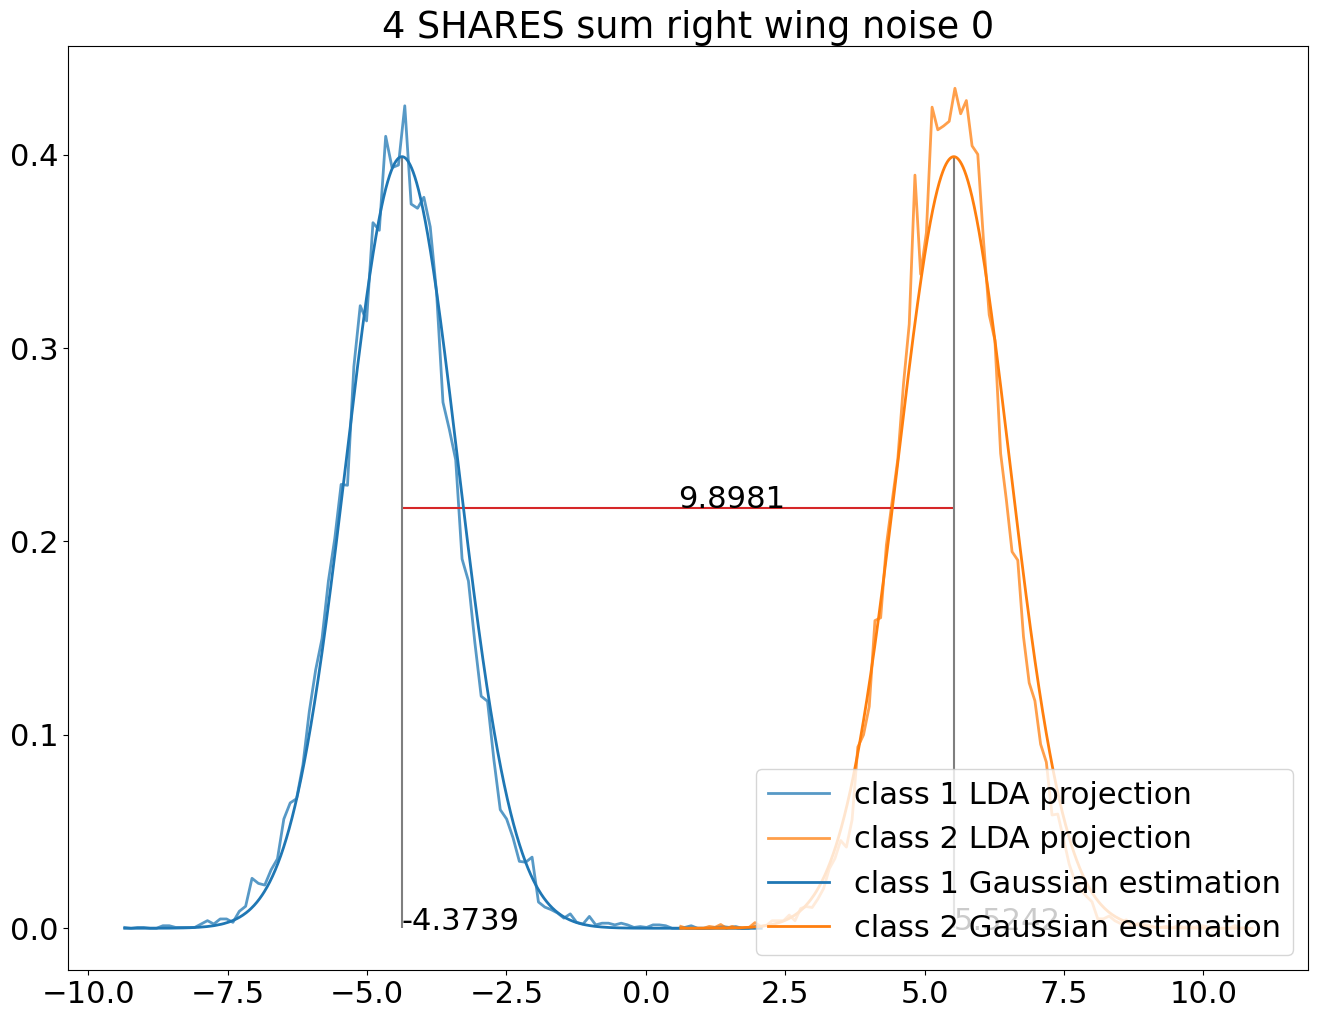 4 SHARES sum right wing noise 0
0.4
0.3
0.2
0.1
0.0
9.8981
-4.3739
5.5242
class 1 LDA projection
class 2 LDA projection
class 1 Gaussian estimation
class 2 Gaussian estimation
−10.0 −7.5 −5.0 −2.5 0.0 2.5 5.0 7.5 10.0